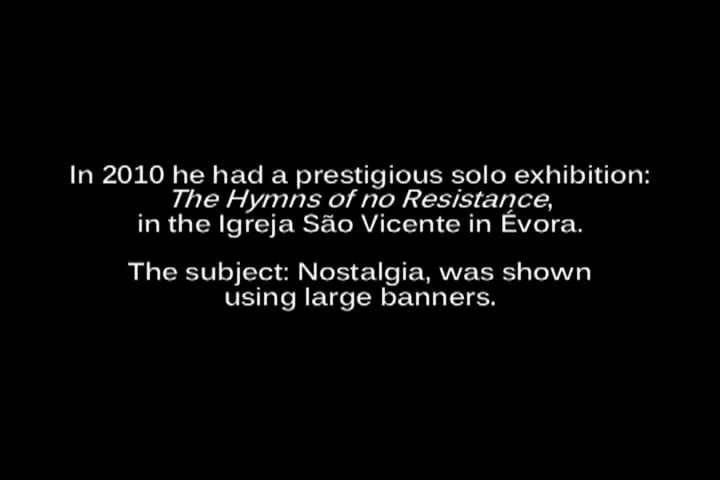 In 2010 he had a prestigious solo exhibition:
The Hymns of no Resistance,
in the Igreja São Vicente in Évora.
The subject: Nostalgia, was shown
using large banners.